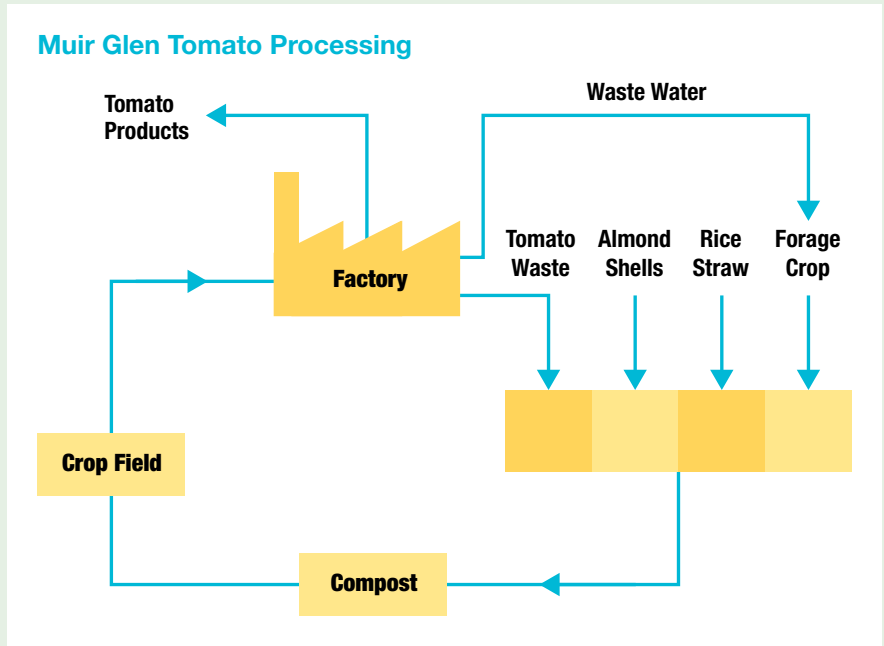 Muir Glen Tomato Processing
Tomato
Products
Waste Water
Tomato
Waste
Almond
Shells
Rice
Straw
Forage
Crop
Factory
Crop Field
Compost